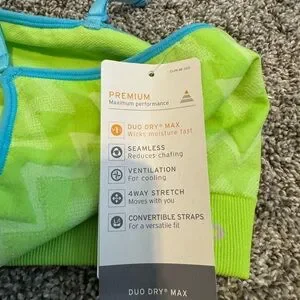 PREMIUM
Maximum performance
DUO DRY® MAX
Wicks moisture fast
SEAMLESS
Reduces chafing
VENTILATION
For cooling
4WAY STRETCH
Moves with you
CONVERTIBLE STRAPS
For a versatile fit
DUO DRY® MAX